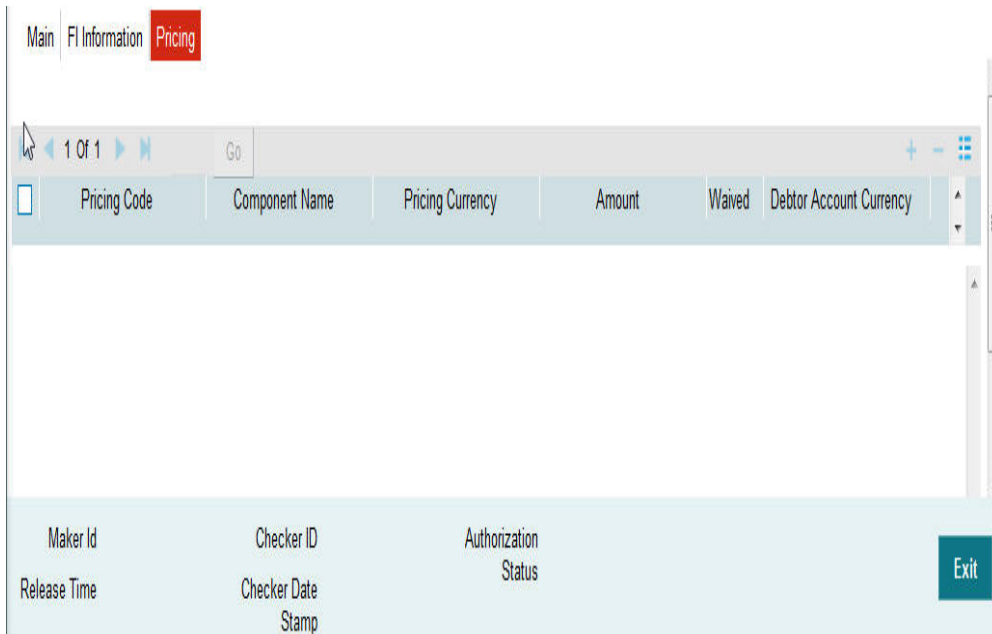 Main FI Information Pricing
1 Of 1 Go
Pricing Code Component Name Pricing Currency Amount Waived Debtor Account Currency
Maker Id Checker ID Authorization Status
Release Time Checker Date Stamp
Exit